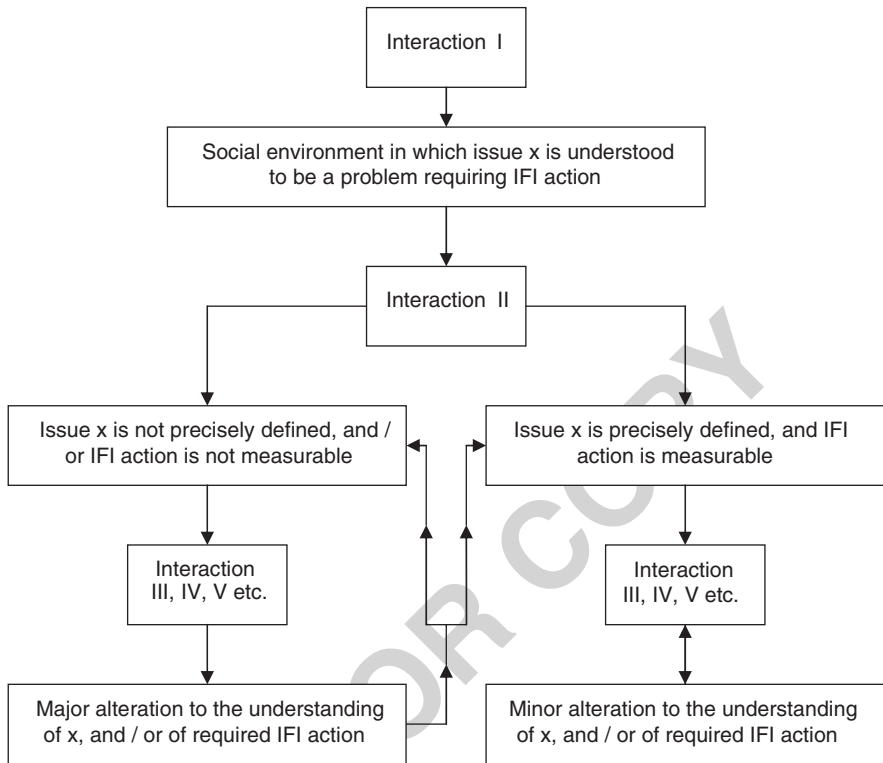 Interaction I
Social environment in which issue x is understood
to be a problem requiring IFI action
Interaction II
Issue x is not precisely defined, and /
or IFI action is not measurable
Issue x is precisely defined, and IFI
action is measurable
Interaction
III, IV, V etc.
Interaction
III, IV, V etc.
Major alteration to the understanding
of x, and / or of required IFI action
Minor alteration to the understanding
of x, and / or of required IFI action
OR COPY